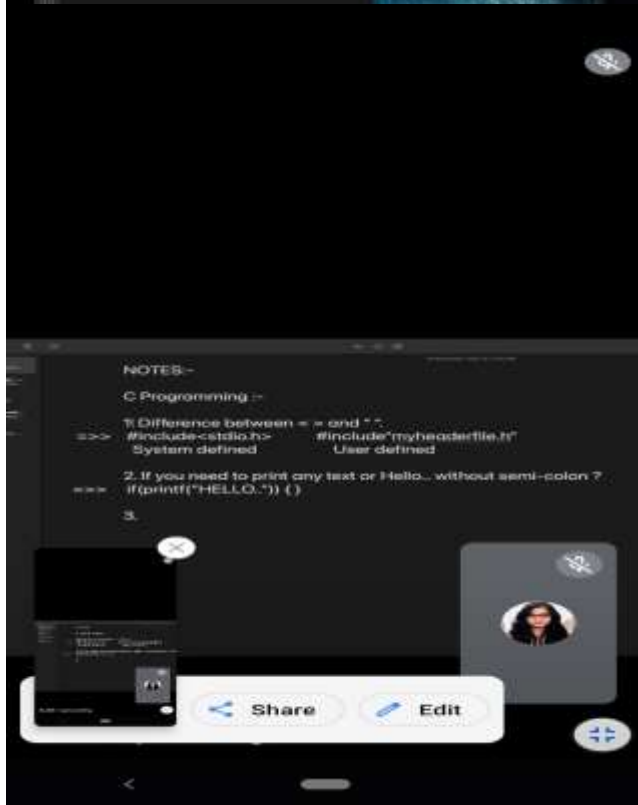 NOTES:-
C Programming :-
1) Difference between = = and " ".
=>> #include<stdio.h> #include"myheaderfile.h"
System defined User defined
2. If you need to print any text or Hello... without semi-colon ?
==>> if(printf("HELLO..")) { }
3.
Share
Edit